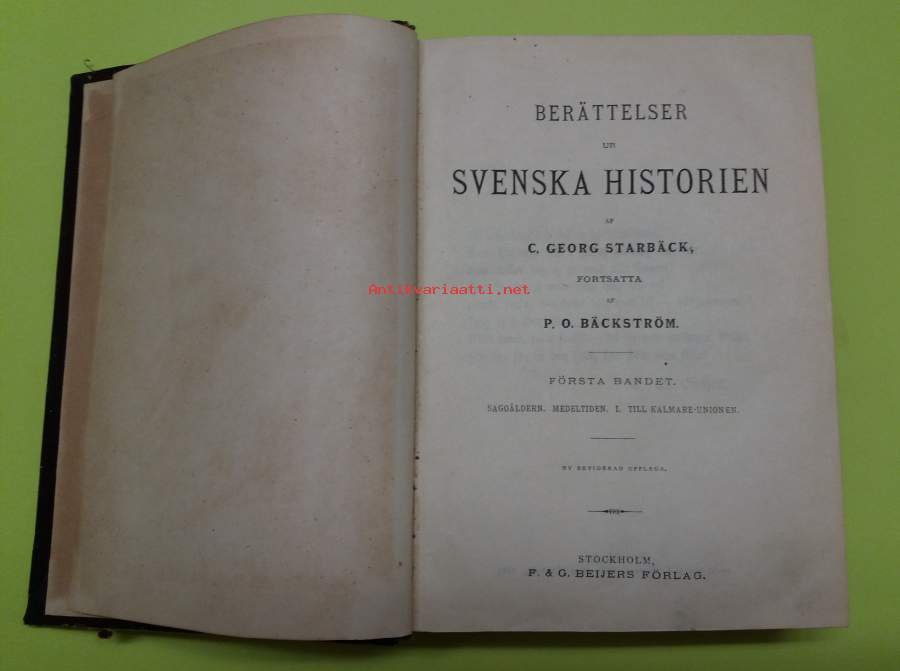 BERÄTTELSER
UR
SVENSKA HISTORIEN
AF
C. GEORG STARBÄCK,
FORTSATTA
Antikvariaatti.net
AF
P. O. BÄCKSTRÖM.
FÖRSTA BANDET.
SAGOÅLDERN. MEDELTIDEN. I. TILL KALMARE-UNIONEN.
NY REVIDERAD UPPLAGA.
STOCKHOLM,
F. & G. BEIJERS FÖRLAG.